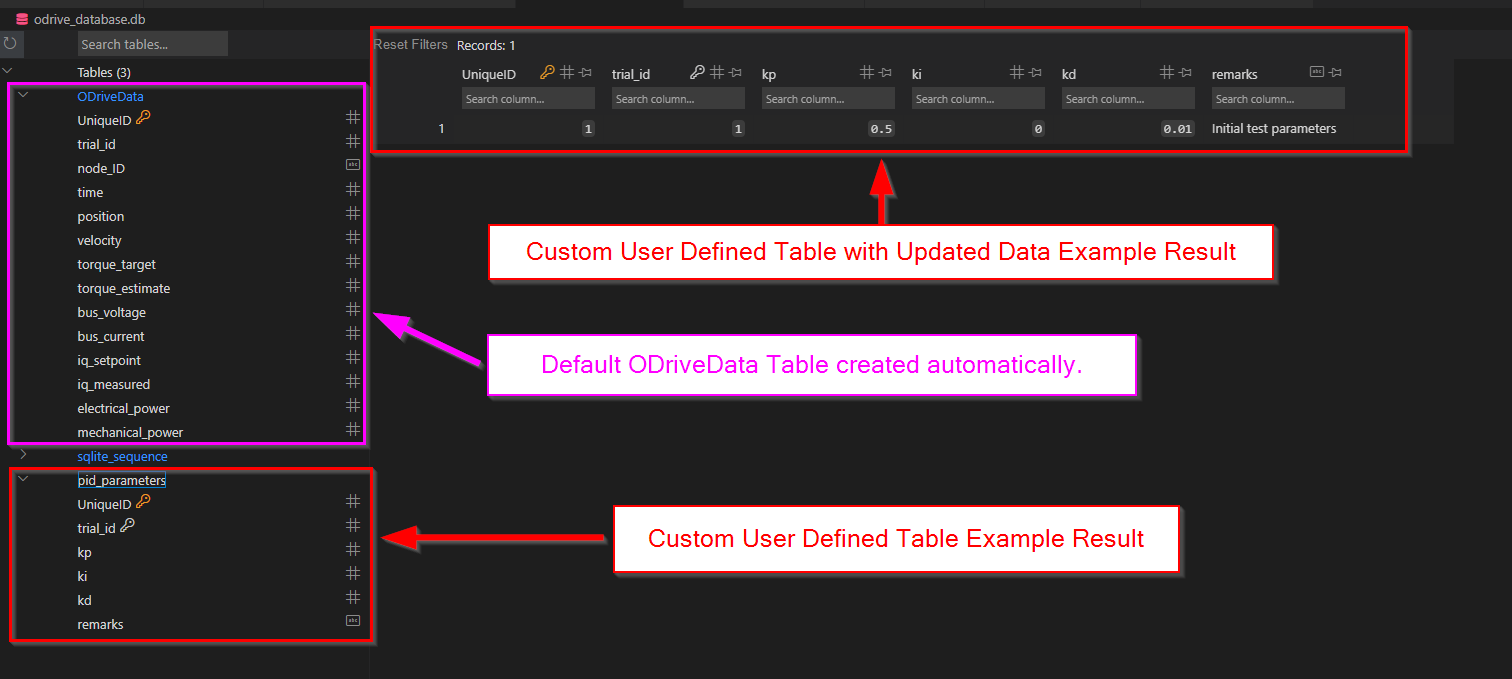 odrive_database.db
Search tables...
Tables (3)
ODriveData
UniqueID
trial_id
node_ID
time
position
velocity
torque_target
torque_estimate
bus_voltage
bus_current
iq_setpoint
iq_measured
electrical_power
mechanical_power
sqlite_sequence
pid_parameters
UniqueID
trial_id
kp
ki
kd
remarks
Reset Filters Records: 1
UniqueID trial_id kp ki kd remarks
Search column... Search column... Search column... Search column... Search column... Search column...
1 1 1 0.5 0 0.01 Initial test parameters
Custom User Defined Table with Updated Data Example Result
Default ODriveData Table created automatically.
Custom User Defined Table Example Result